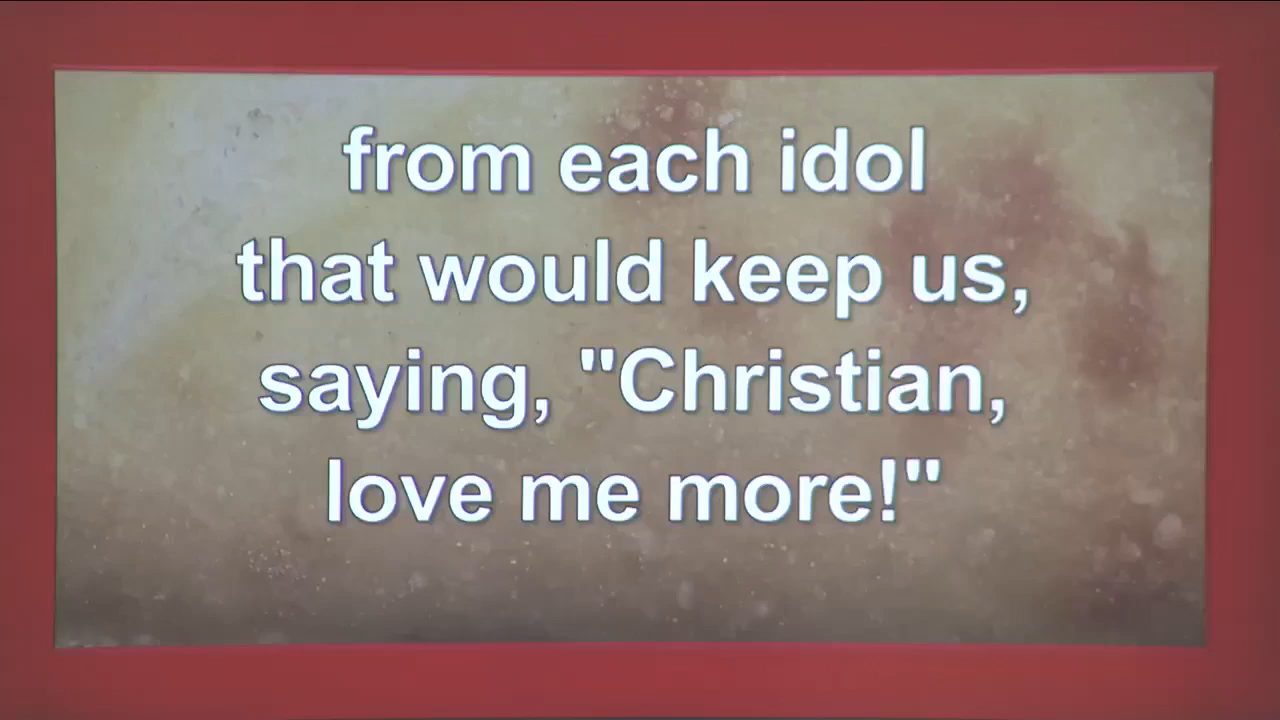 from each idol
that would keep us,
saying, "Christian,
love me more!"